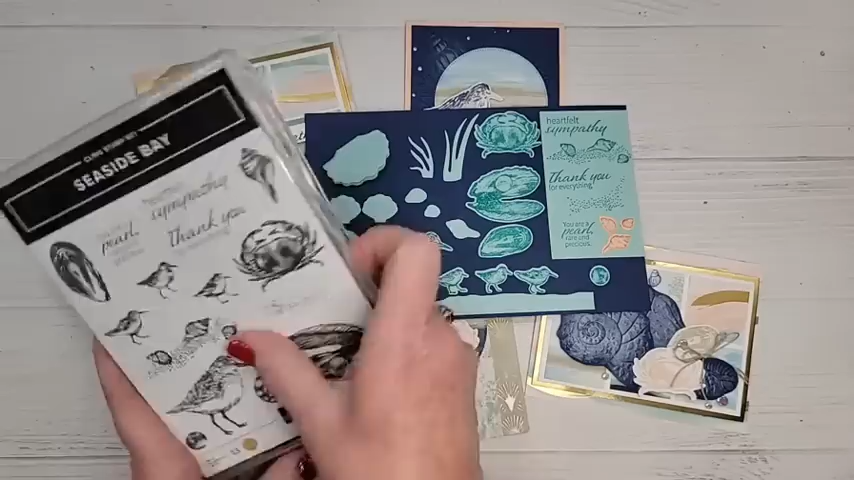 CLING STAMP SET
SEASIDE BAY
heartfelt
sympathy
Thank you
pearl,
heartfelt
sympathy
Thank you
for everything
You are a
pearl,
rare and
precious.